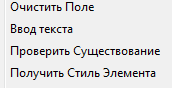 Очистить Поле
Ввод текста
Проверить Существование
Получить Стиль Элемента